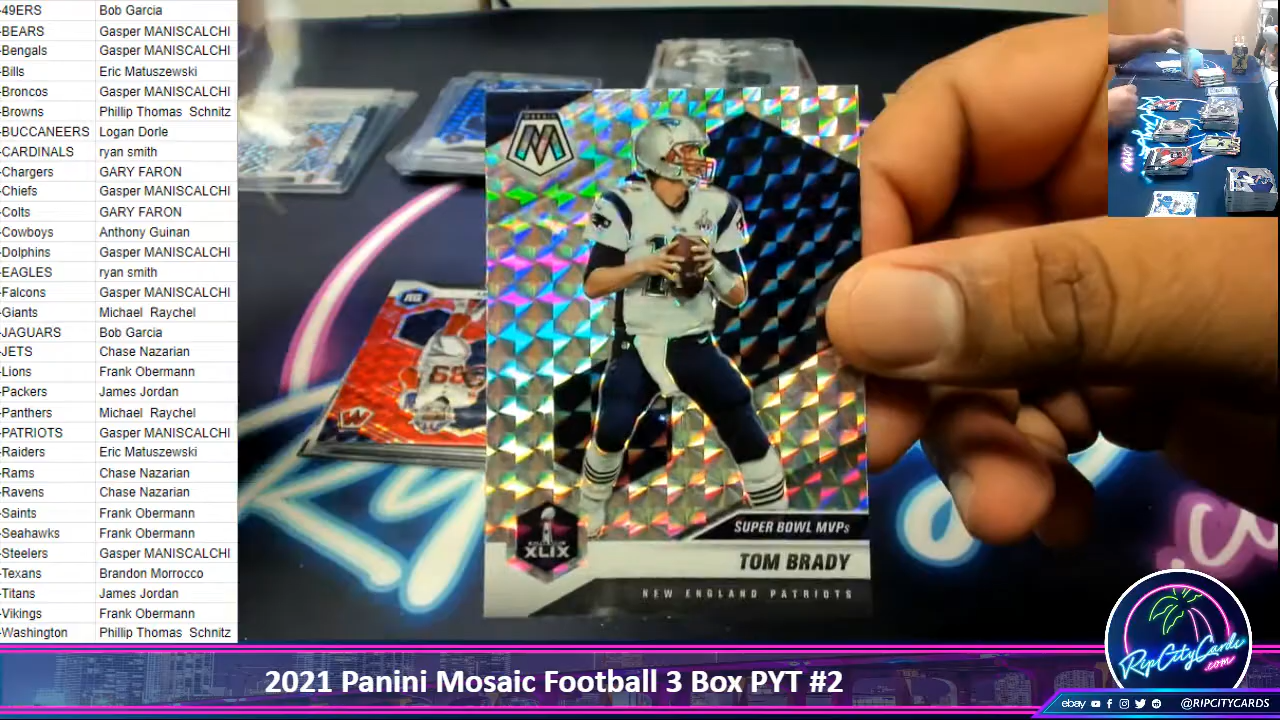 -49ERS Bob Garcia
-BEARS Gasper MANISCALCHI
-Bengals Gasper MANISCALCHI
-Bills Eric Matuszewski
-Broncos Gasper MANISCALCHI
-Browns Phillip Thomas Schnitz
-BUCCANEERS Logan Dorle
-CARDINALS ryan smith
-Chargers GARY FARON
-Chiefs Gasper MANISCALCHI
-Colts GARY FARON
-Cowboys Anthony Guinan
-Dolphins Gasper MANISCALCHI
-EAGLES ryan smith
-Falcons Gasper MANISCALCHI
-Giants Michael Raychel
-JAGUARS Bob Garcia
-JETS Chase Nazarian
-Lions Frank Obermann
-Packers James Jordan
-Panthers Michael Raychel
-PATRIOTS Gasper MANISCALCHI
-Raiders Eric Matuszewski
-Rams Chase Nazarian
-Ravens Chase Nazarian
-Saints Frank Obermann
-Seahawks Frank Obermann
-Steelers Gasper MANISCALCHI
-Texans Brandon Morrocco
-Titans James Jordan
-Vikings Frank Obermann
-Washington Phillip Thomas Schnitz
MOSAIC
M
XLIX
SUPER BOWL MVPs
TOM BRADY
NEW ENGLAND PATRIOTS
2021 Panini Mosaic Football 3 Box PYT #2
RipCityCards
.com
ebay
@RIPCITYCARDS